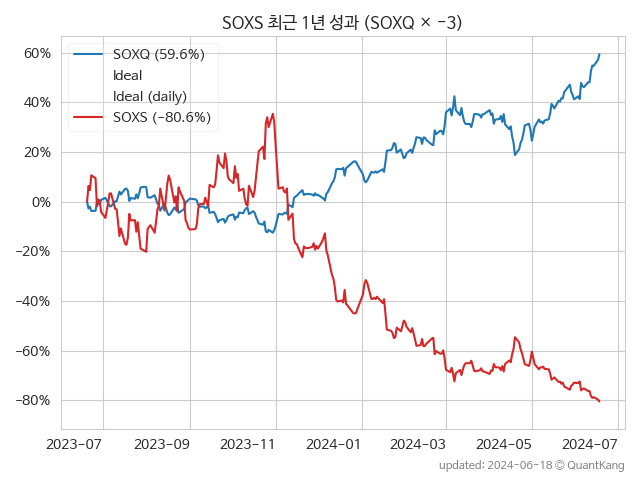 SOXS 최근 1년 성과 (SOXQ × −3)
SOXQ (59.6%)
Ideal
Ideal (daily)
SOXS (−80.6%)
60%
40%
20%
0%
−20%
−40%
−60%
−80%
2023-07 2023-09 2023-11 2024-01 2024-03 2024-05 2024-07
updated: 2024-06-18 © QuantKang